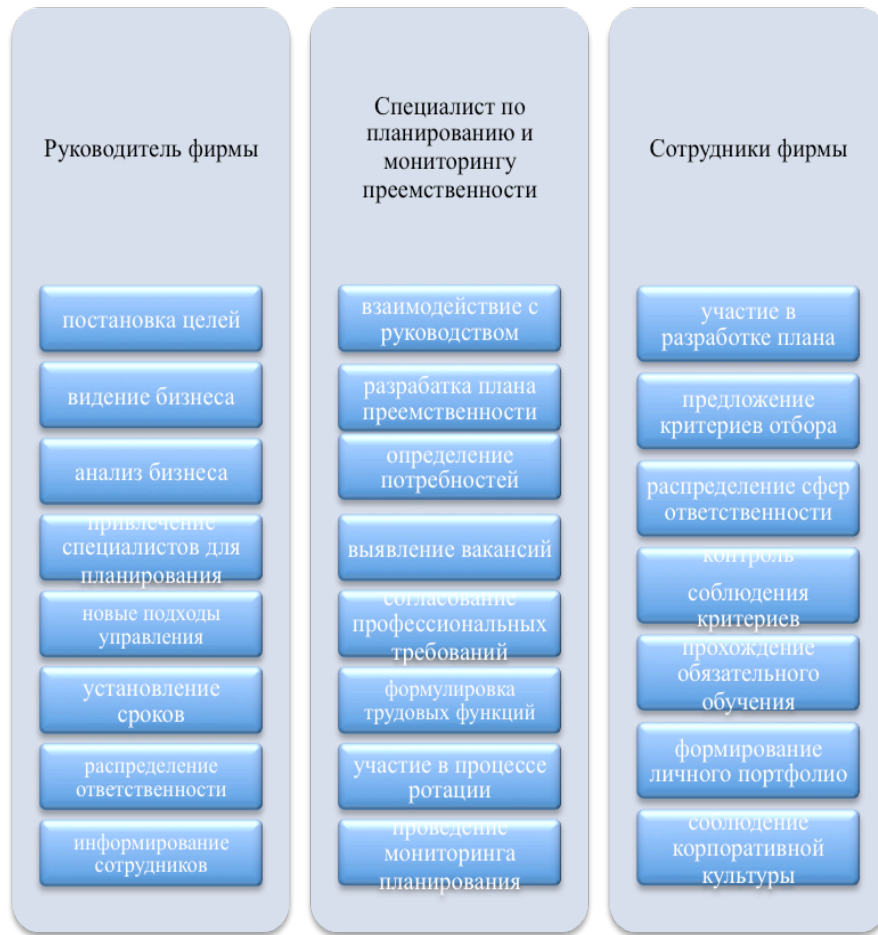 Руководитель фирмы
постановка целей
видение бизнеса
анализ бизнеса
привлечение
специалистов для
планирования
новые подходы
управления
установление
сроков
распределение
ответственности
информирование
сотрудников
Специалист по
планированию и
мониторингу
преемственности
взаимодействие с
руководством
разрабатка плана
преемственности
определение
потребностей
выявление вакансий
согласование
профессиональных
требований
формулировка
трудовых функций
участие в процессе
ротации
проведение
мониторинга
планирования
Сотрудники фирмы
участие в
разработке плана
предложение
критериев отбора
распределение сфер
ответственности
контроль
соблюдения
критериев
прохождение
обязательного
обучения
формирование
личного портфолио
соблюдение
корпоративной
культуры